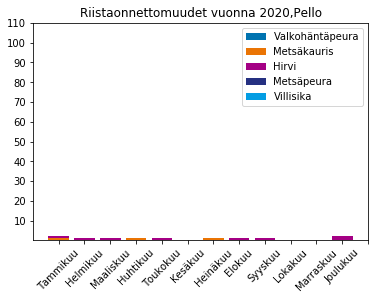 Riistaonnettomuudet vuonna 2020,Pello
110
100
90
80
70
60
50
40
30
20
10
Valkohäntäpeura
Metsäkauris
Hirvi
Metsäpeura
Villisika
Tammikuu
Helmikuu
Maaliskuu
Huhtikuu
Toukokuu
Kesäkuu
Heinäkuu
Elokuu
Syyskuu
Lokakuu
Marraskuu
Joulukuu